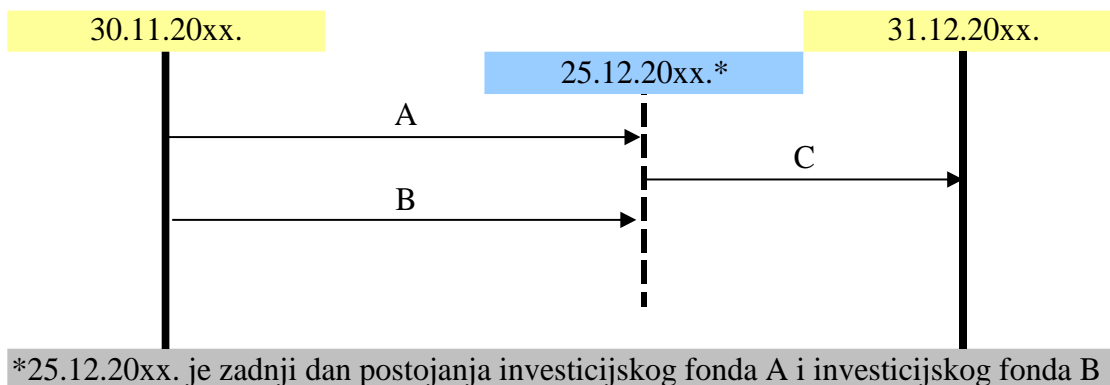 30.11.20xx.
31.12.20xx.
25.12.20xx.*
A
C
B
*25.12.20xx. je zadnji dan postojanja investicijskog fonda A i investicijskog fonda B